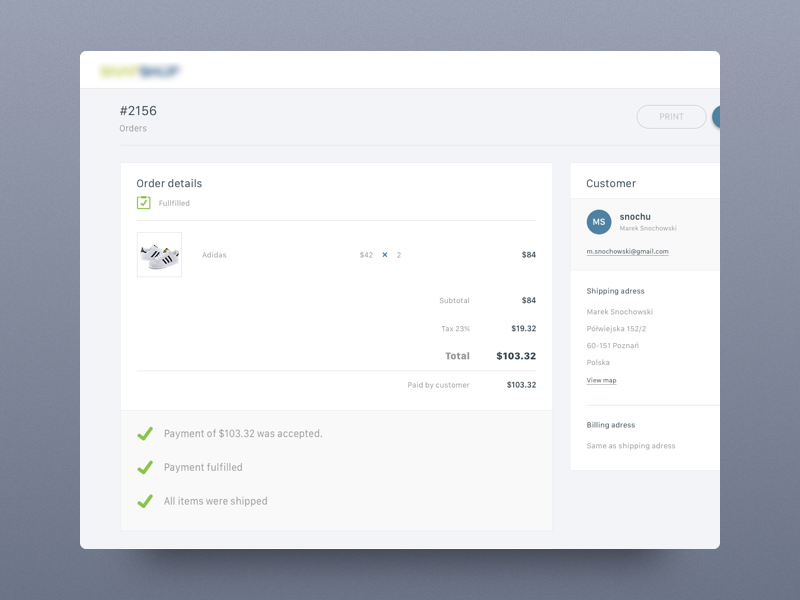 #2156
Orders
PRINT
Order details
Fullfilled
Adidas $42 × 2 $84
Subtotal $84
Tax 23% $19.32
Total $103.32
Paid by customer $103.32
Payment of $103.32 was accepted.
Payment fulfilled
All items were shipped
Customer
MS
snochu
Marek Snochowski
m.snochowski@gmail.com
Shipping adress
Marek Snochowski
Półwiejska 152/2
60-151 Poznań
Polska
View map
Billing adress
Same as shipping adress